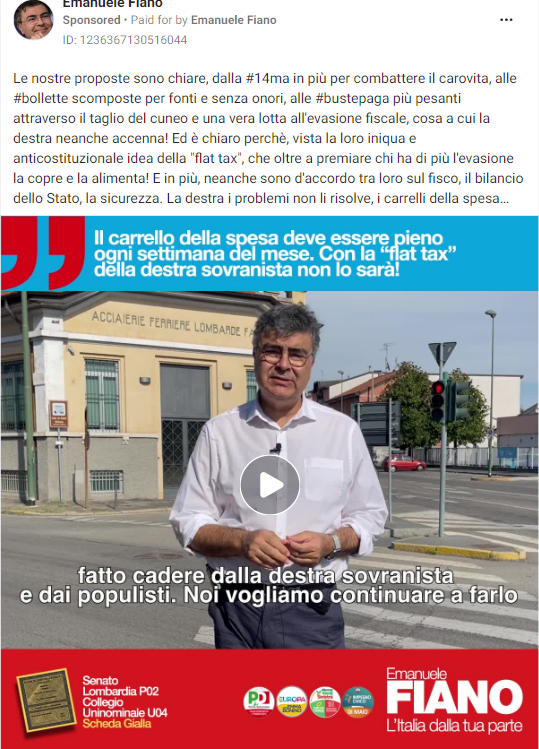 Emanuele Fiano
Sponsored • Paid for by Emanuele Fiano
ID: 1236367130516044
Le nostre proposte sono chiare, dalla #14ma in più per combattere il carovita, alle
#bollette scomposte per fonti e senza onori, alle #bustepaga più pesanti
attraverso il taglio del cuneo e una vera lotta all'evasione fiscale, cosa a cui la
destra neanche accenna! Ed è chiaro perchè, vista la loro iniqua e
anticostituzionale idea della "flat tax", che oltre a premiare chi ha di più l'evasione
la copre e la alimenta! E in più, neanche sono d'accordo tra loro sul fisco, il bilancio
dello Stato, la sicurezza. La destra i problemi non li risolve, i carrelli della spesa...
Il carrello della spesa deve essere pieno
ogni settimana del mese. Con la “flat tax”
della destra sovranista non lo sarà!
ACCIAIERIE FERRIERE LOMBARDE FA
fatto cadere dalla destra sovranista
e dai populisti. Noi vogliamo continuare a farlo
Senato
Lombardia P02
Collegio
Uninominale U04
Scheda Gialla
PD
+EUROPA
IMPEGNO
CIVICO
DI MAIO
Emanuele
FIANO
L'Italia dalla tua parte